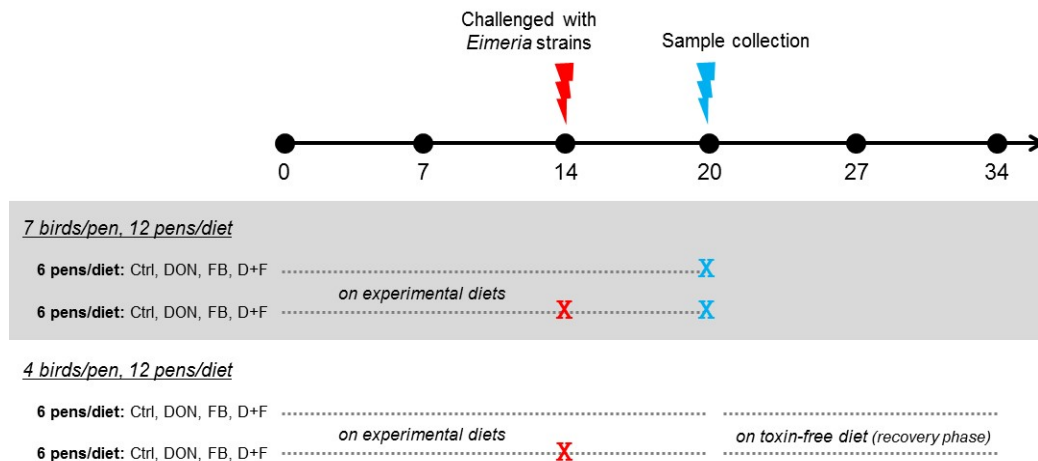 Challenged with
Eimeria strains
Sample collection
0 7 14 20 27 34
7 birds/pen, 12 pens/diet
6 pens/diet: Ctrl, DON, FB, D+F X
on experimental diets
6 pens/diet: Ctrl, DON, FB, D+F X X
4 birds/pen, 12 pens/diet
6 pens/diet: Ctrl, DON, FB, D+F
on experimental diets on toxin-free diet (recovery phase)
6 pens/diet: Ctrl, DON, FB, D+F X